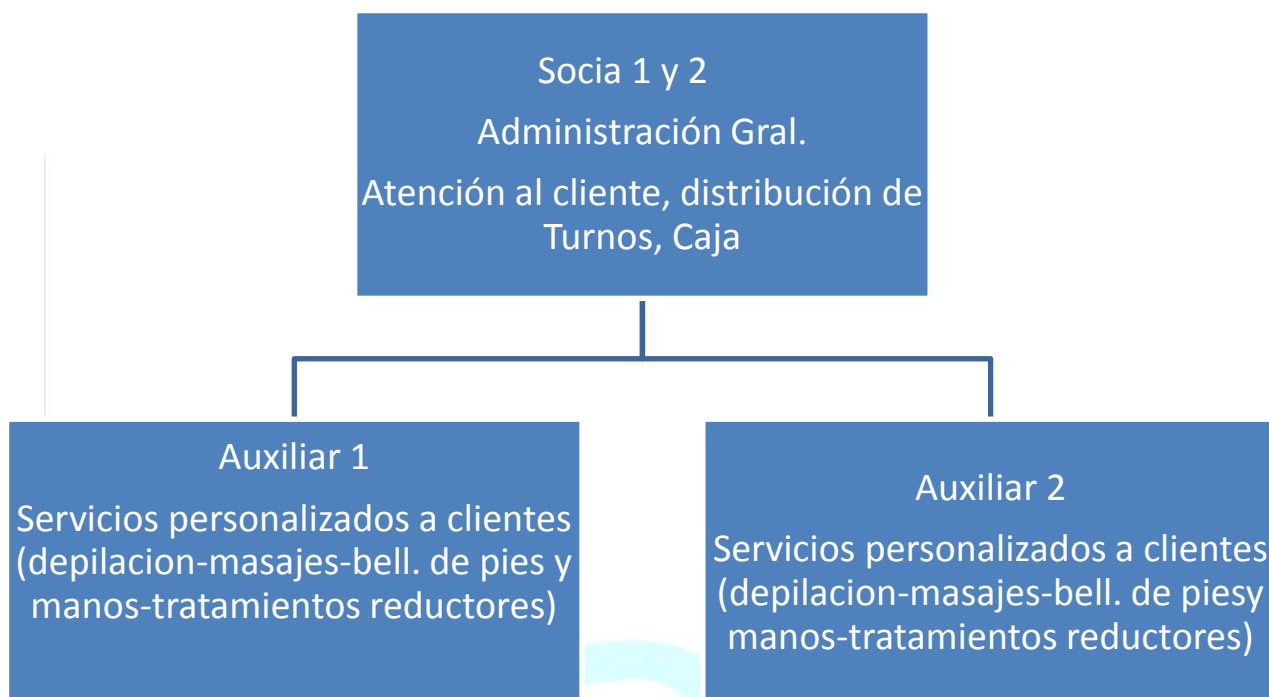 Socia 1 y 2
Administración Gral.
Atención al cliente, distribución de
Turnos, Caja
Auxiliar 1
Servicios personalizados a clientes
(depilacion-masajes-bell. de pies y
manos-tratamientos reductores)
Auxiliar 2
Servicios personalizados a clientes
(depilacion-masajes-bell. de piesy
manos-tratamientos reductores)